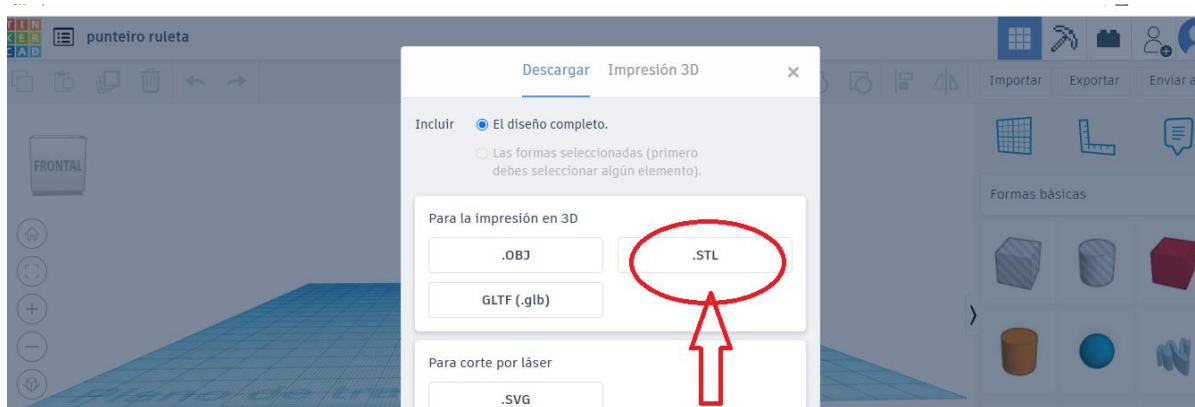 TIN
KER
CAD
punteiro ruleta
Importar
Exportar
Enviar a
Descargar
Impresión 3D
Incluir
El diseño completo.
Las formas seleccionadas (primero
debes seleccionar algún elemento).
Para la impresión en 3D
.OBJ
.STL
GLTF (.glb)
Para corte por láser
.SVG
FRONTAL
Formas básicas